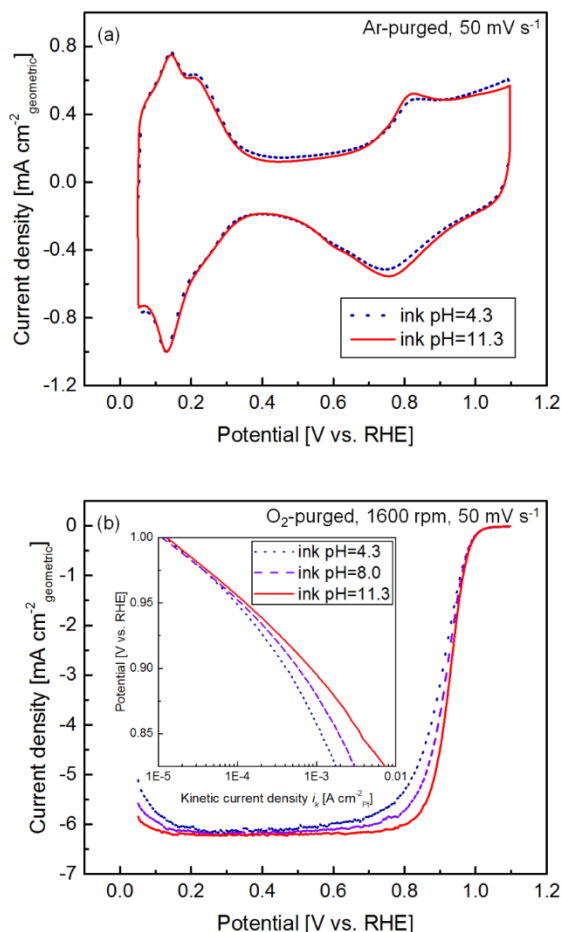 (a)
Ar-purged, 50 mV s⁻¹
0.8
0.4
0.0
-0.4
-0.8
-1.2
Current density [mA cm⁻²geometric]
ink pH=4.3
ink pH=11.3
0.0 0.2 0.4 0.6 0.8 1.0 1.2
Potential [V vs. RHE]
(b)
O₂-purged, 1600 rpm, 50 mV s⁻¹
0
-1
-2
-3
-4
-5
-6
-7
Current density [mA cm⁻²geometric]
1.00
0.95
0.90
0.85
Potential [V vs. RHE]
ink pH=4.3
ink pH=8.0
ink pH=11.3
1E-5 1E-4 1E-3 0.01
Kinetic current density iₖ [A cm⁻²Pt]
0.0 0.2 0.4 0.6 0.8 1.0 1.2
Potential [V vs. RHE]